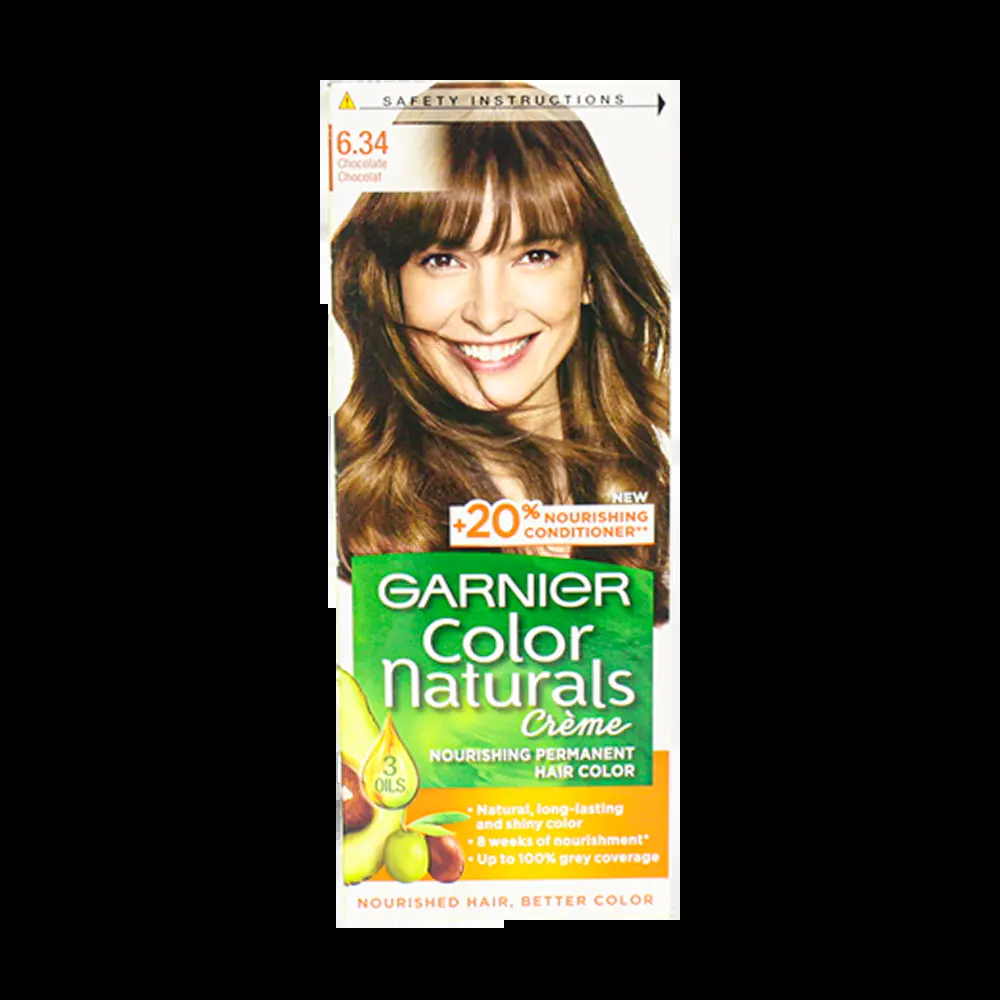 SAFETY INSTRUCTIONS
6.34
Chocolate
Chocolat
NEW
+20% NOURISHING
CONDITIONER**
GARNIER
Color
Naturals
Crème
NOURISHING PERMANENT
HAIR COLOR
3
OILS
• Natural, long-lasting
and shiny color
• 8 weeks of nourishment*
• Up to 100% grey coverage
NOURISHED HAIR, BETTER COLOR